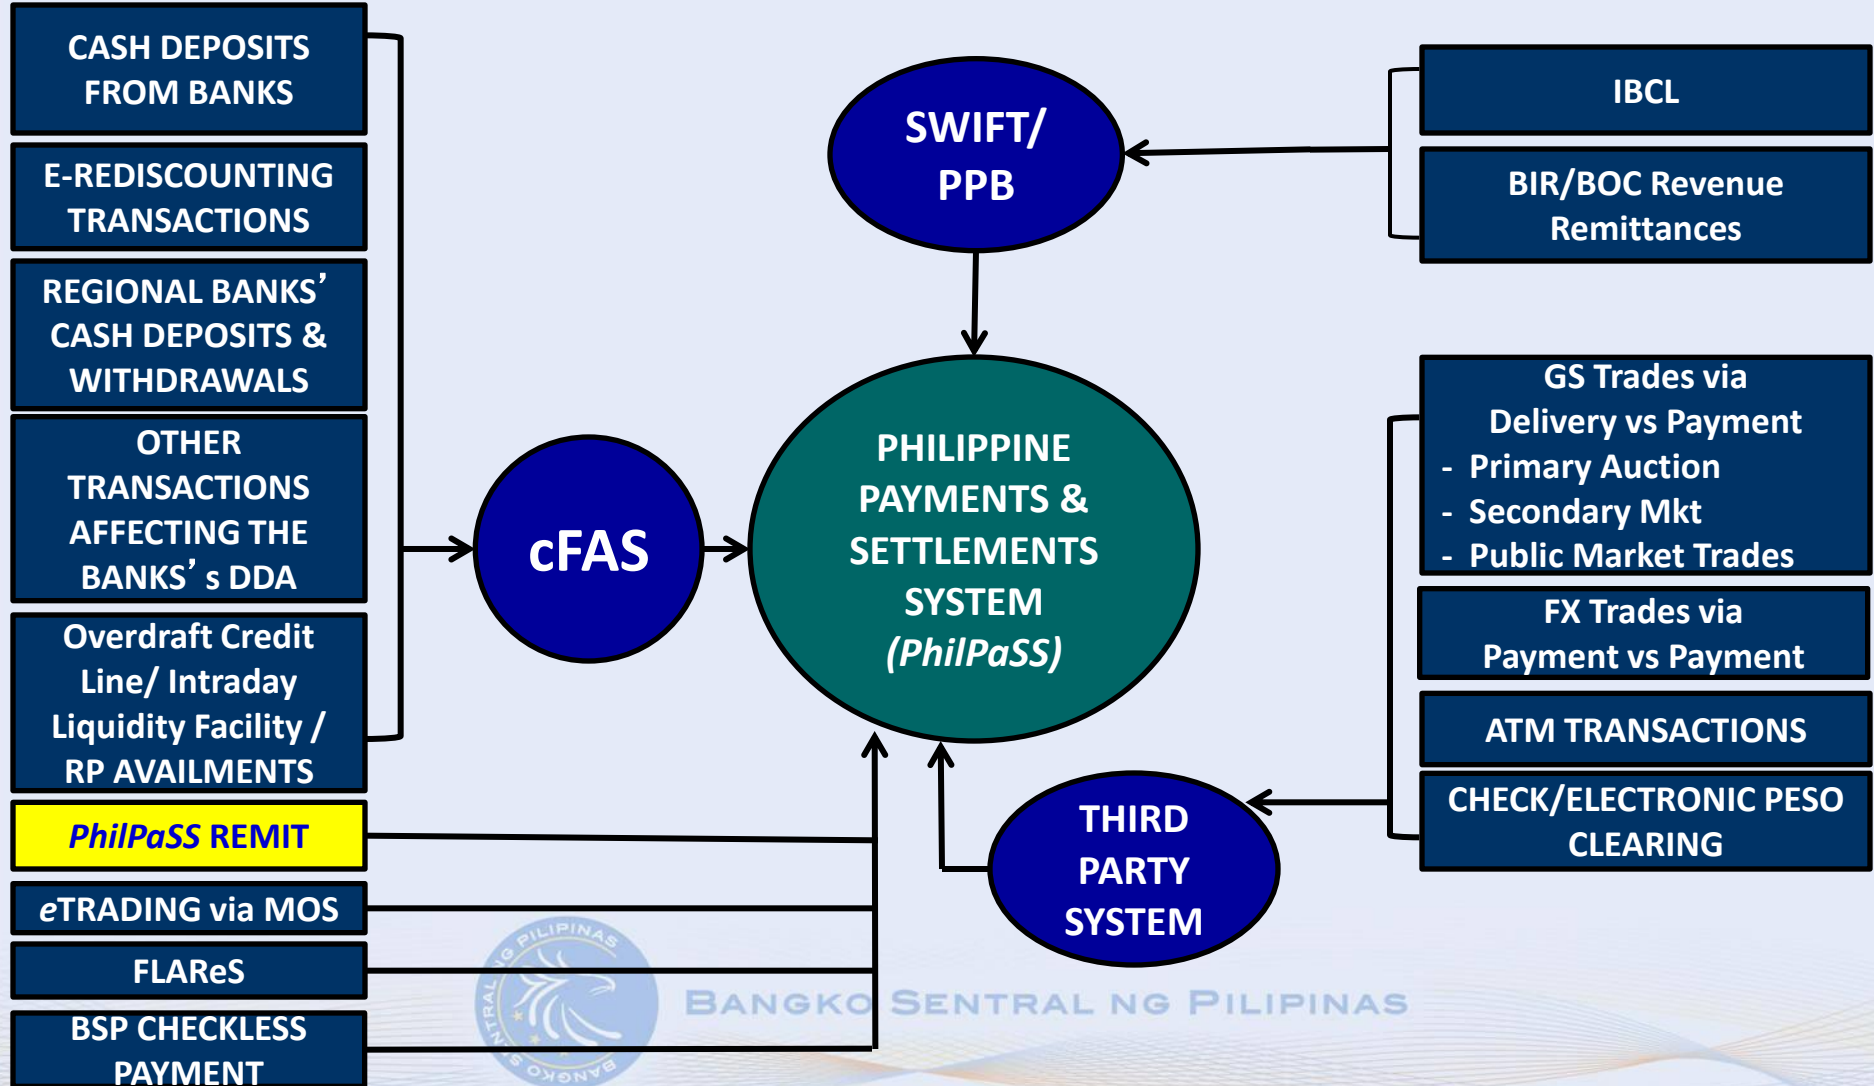 CASH DEPOSITS
FROM BANKS
E-REDISCOUNTING
TRANSACTIONS
REGIONAL BANKS’
CASH DEPOSITS &
WITHDRAWALS
OTHER
TRANSACTIONS
AFFECTING THE
BANKS’ s DDA
Overdraft Credit
Line/ Intraday
Liquidity Facility /
RP AVAILMENTS
PhilPaSS REMIT
eTRADING via MOS
FLAReS
BSP CHECKLESS
PAYMENT
cFAS
SWIFT/
PPB
PHILIPPINE
PAYMENTS &
SETTLEMENTS
SYSTEM
(PhilPaSS)
THIRD
PARTY
SYSTEM
IBCL
BIR/BOC Revenue
Remittances
GS Trades via
Delivery vs Payment
- Primary Auction
- Secondary Mkt
- Public Market Trades
FX Trades via
Payment vs Payment
ATM TRANSACTIONS
CHECK/ELECTRONIC PESO
CLEARING
BANGKO SENTRAL NG PILIPINAS
BANGKO SENTRAL NG PILIPINAS